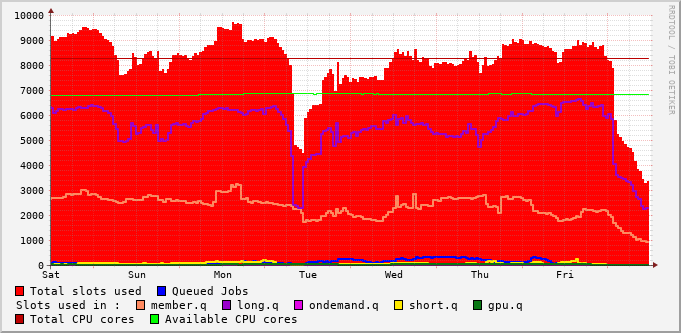 RRDTOOL / TOBI OETIKER
10000
9000
8000
7000
6000
5000
4000
3000
2000
1000
0
Sat Sun Mon Tue Wed Thu Fri
Total slots used Queued Jobs
Slots used in : member.q long.q ondemand.q short.q gpu.q
Total CPU cores Available CPU cores